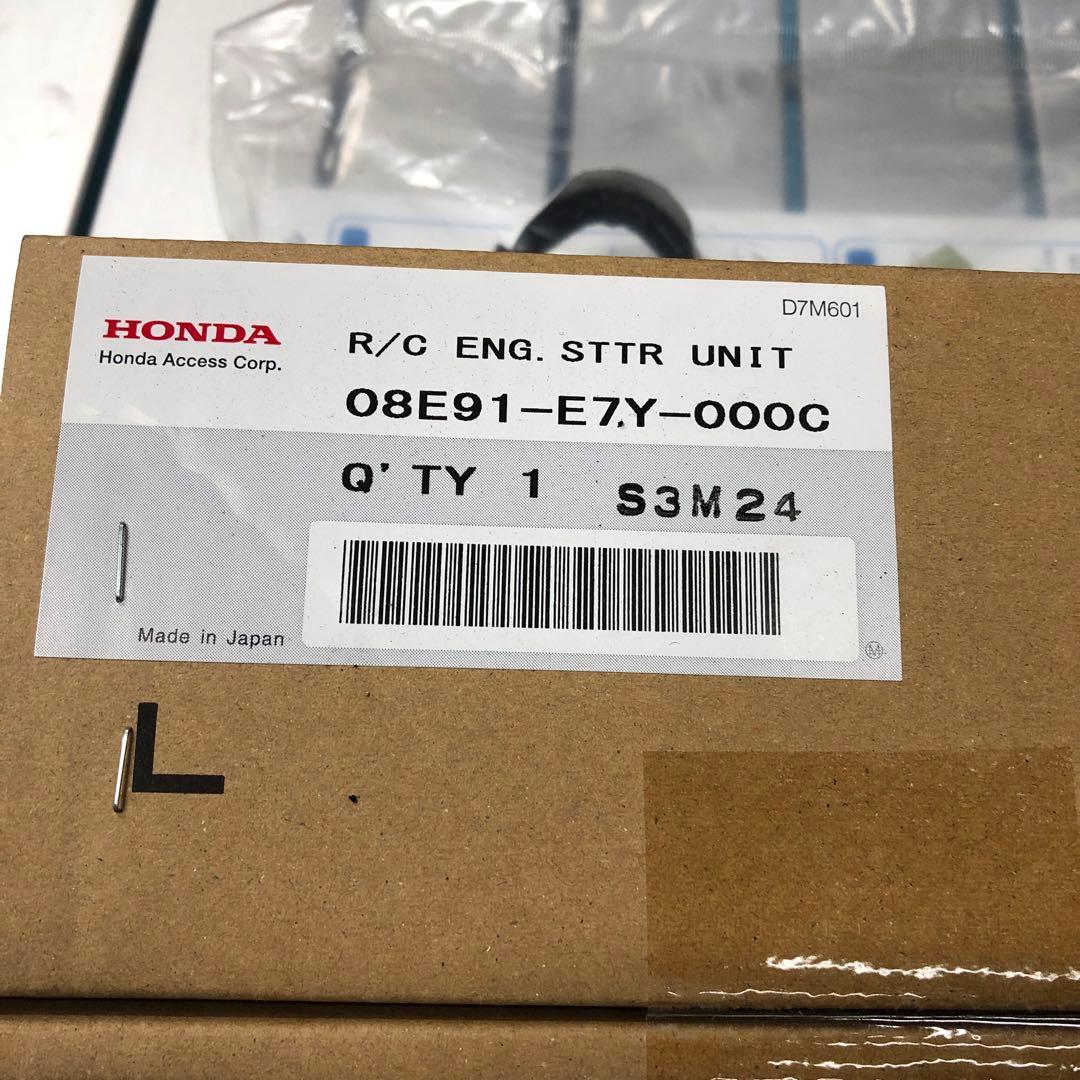 D7M601
HONDA
Honda Access Corp.
R/C ENG. STTR UNIT
08E91-E7Y-000C
Q'TY 1
S3M24
Made in Japan
M
L